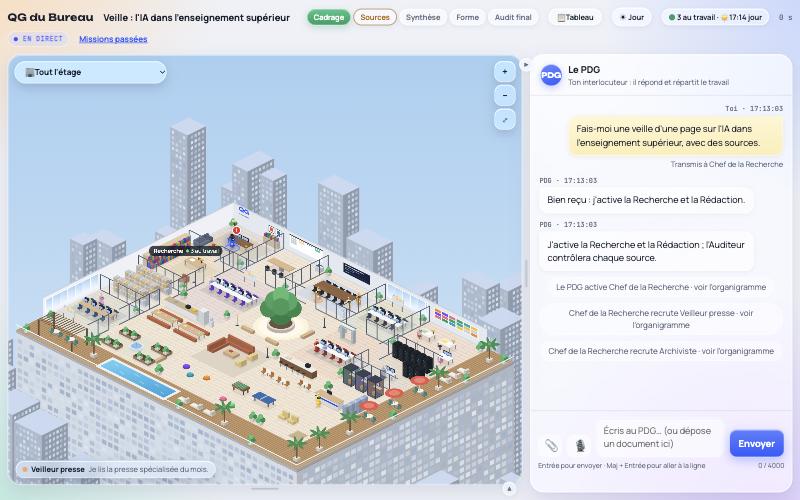 QG du Bureau Veille : l'IA dans l'enseignement supérieur Cadrage Sources Synthèse Forme Audit final Tableau Jour 3 au travail · 17:14 jour 0 s
EN DIRECT Missions passées
Tout l'étage
+
−
PDG Le PDG
Ton interlocuteur : il répond et répartit le travail
Toi · 17:13:03
Fais-moi une veille d'une page sur l'IA dans
l'enseignement supérieur, avec des sources.
Transmis à Chef de la Recherche
PDG · 17:13:03
Bien reçu : j'active la Recherche et la Rédaction.
PDG · 17:13:03
J'active la Recherche et la Rédaction ; l'Auditeur
contrôlera chaque source.
Le PDG active Chef de la Recherche · voir l'organigramme
Chef de la Recherche recrute Veilleur presse · voir
l'organigramme
Chef de la Recherche recrute Archiviste · voir l'organigramme
QG
Recherche 3 au travail
Veilleur presse Je lis la presse spécialisée du mois.
Écris au PDG… (ou dépose
un document ici)
Envoyer
Entrée pour envoyer · Maj + Entrée pour aller à la ligne 0 / 4000